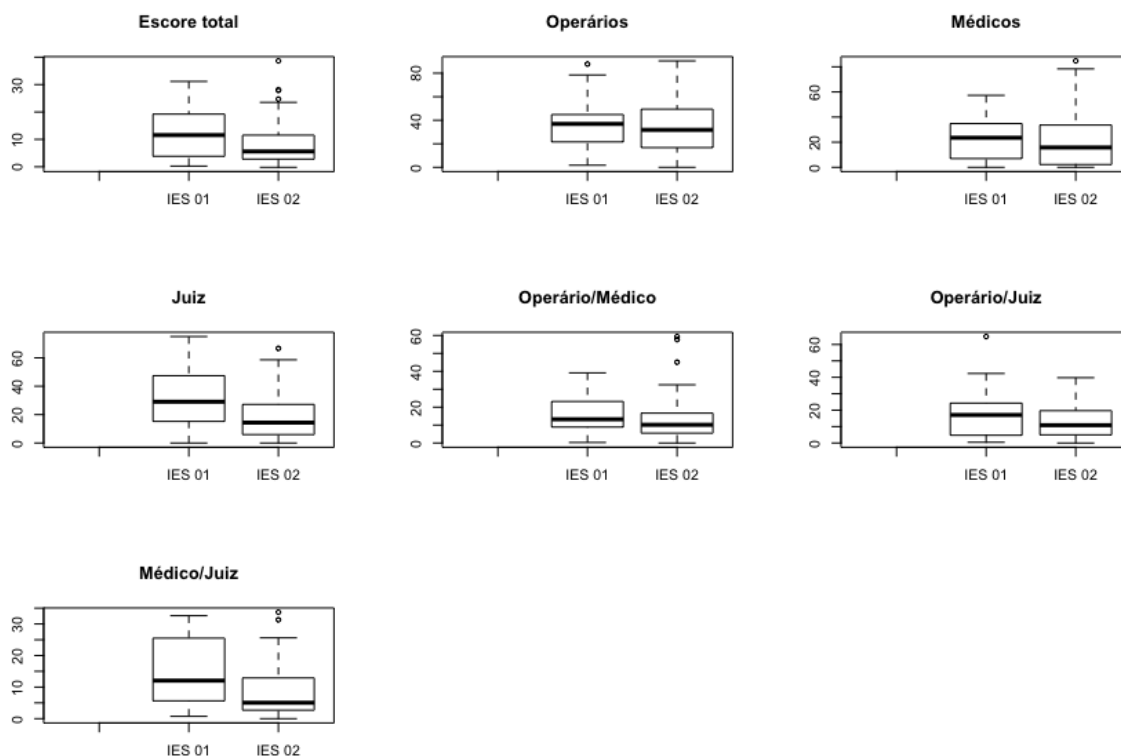 Escore total
30
10
0
IES 01 IES 02
Operários
80
40
0
IES 01 IES 02
Médicos
60
20
0
IES 01 IES 02
Juiz
60
40
20
0
IES 01 IES 02
Operário/Médico
60
40
20
0
IES 01 IES 02
Operário/Juiz
60
40
20
0
IES 01 IES 02
Médico/Juiz
30
20
10
0
IES 01 IES 02